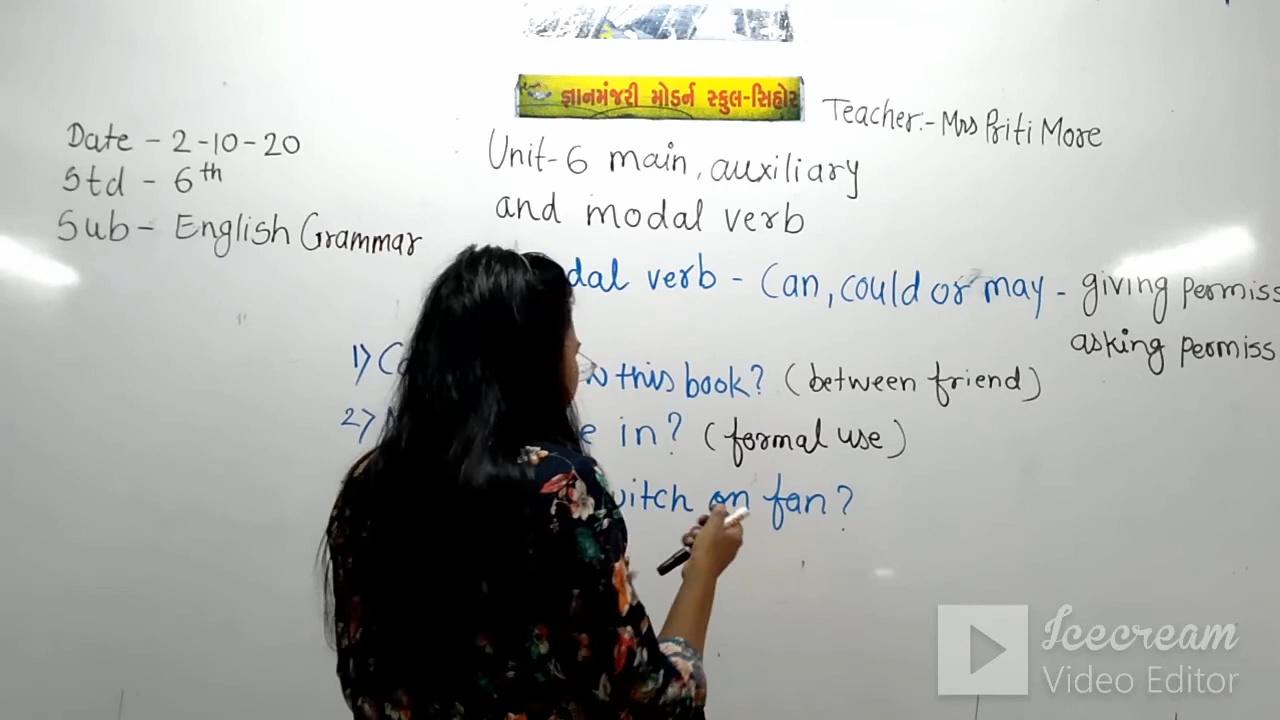 જ્ઞાનમંજરી મોડર્ન સ્કુલ-સિહોર
Teacher:- Mrs Priti More
Date - 2-10-20
Std - 6th
Sub - English Grammar
Unit-6 main, auxiliary
and modal verb
dal verb - Can, could or may - giving permiss
asking permiss
1) this book? (between friend)
2) in? (formal use)
on fan?
Icecream
Video Editor